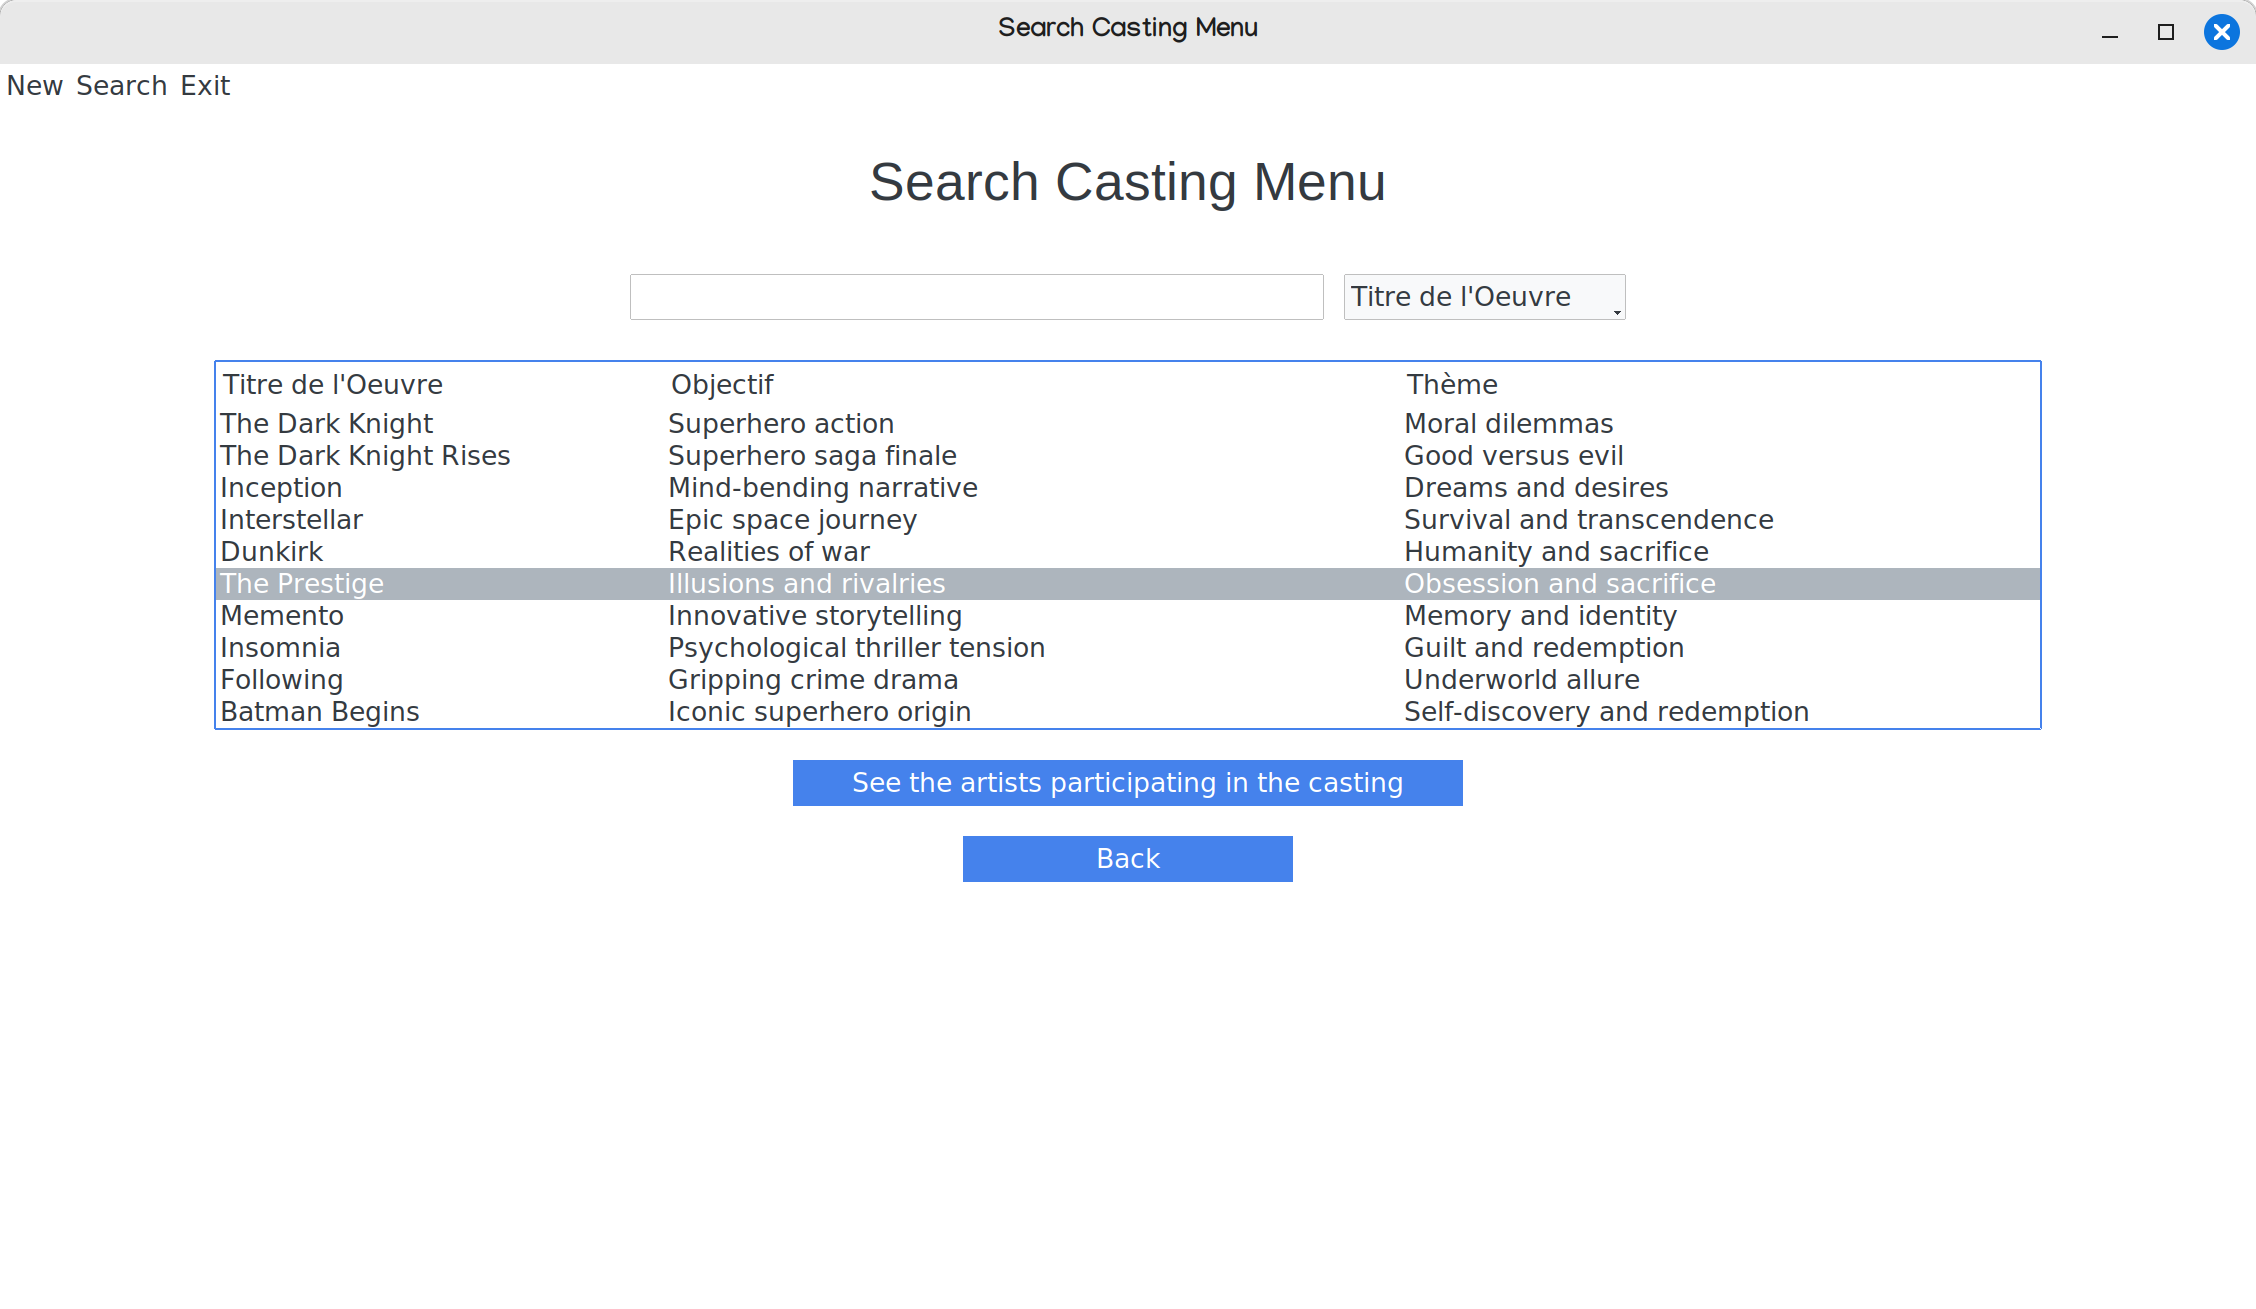 Search Casting Menu
New Search Exit
Search Casting Menu
Titre de l'Oeuvre
Titre de l'Oeuvre Objectif Thème
The Dark Knight Superhero action Moral dilemmas
The Dark Knight Rises Superhero saga finale Good versus evil
Inception Mind-bending narrative Dreams and desires
Interstellar Epic space journey Survival and transcendence
Dunkirk Realities of war Humanity and sacrifice
The Prestige Illusions and rivalries Obsession and sacrifice
Memento Innovative storytelling Memory and identity
Insomnia Psychological thriller tension Guilt and redemption
Following Gripping crime drama Underworld allure
Batman Begins Iconic superhero origin Self-discovery and redemption
See the artists participating in the casting
Back